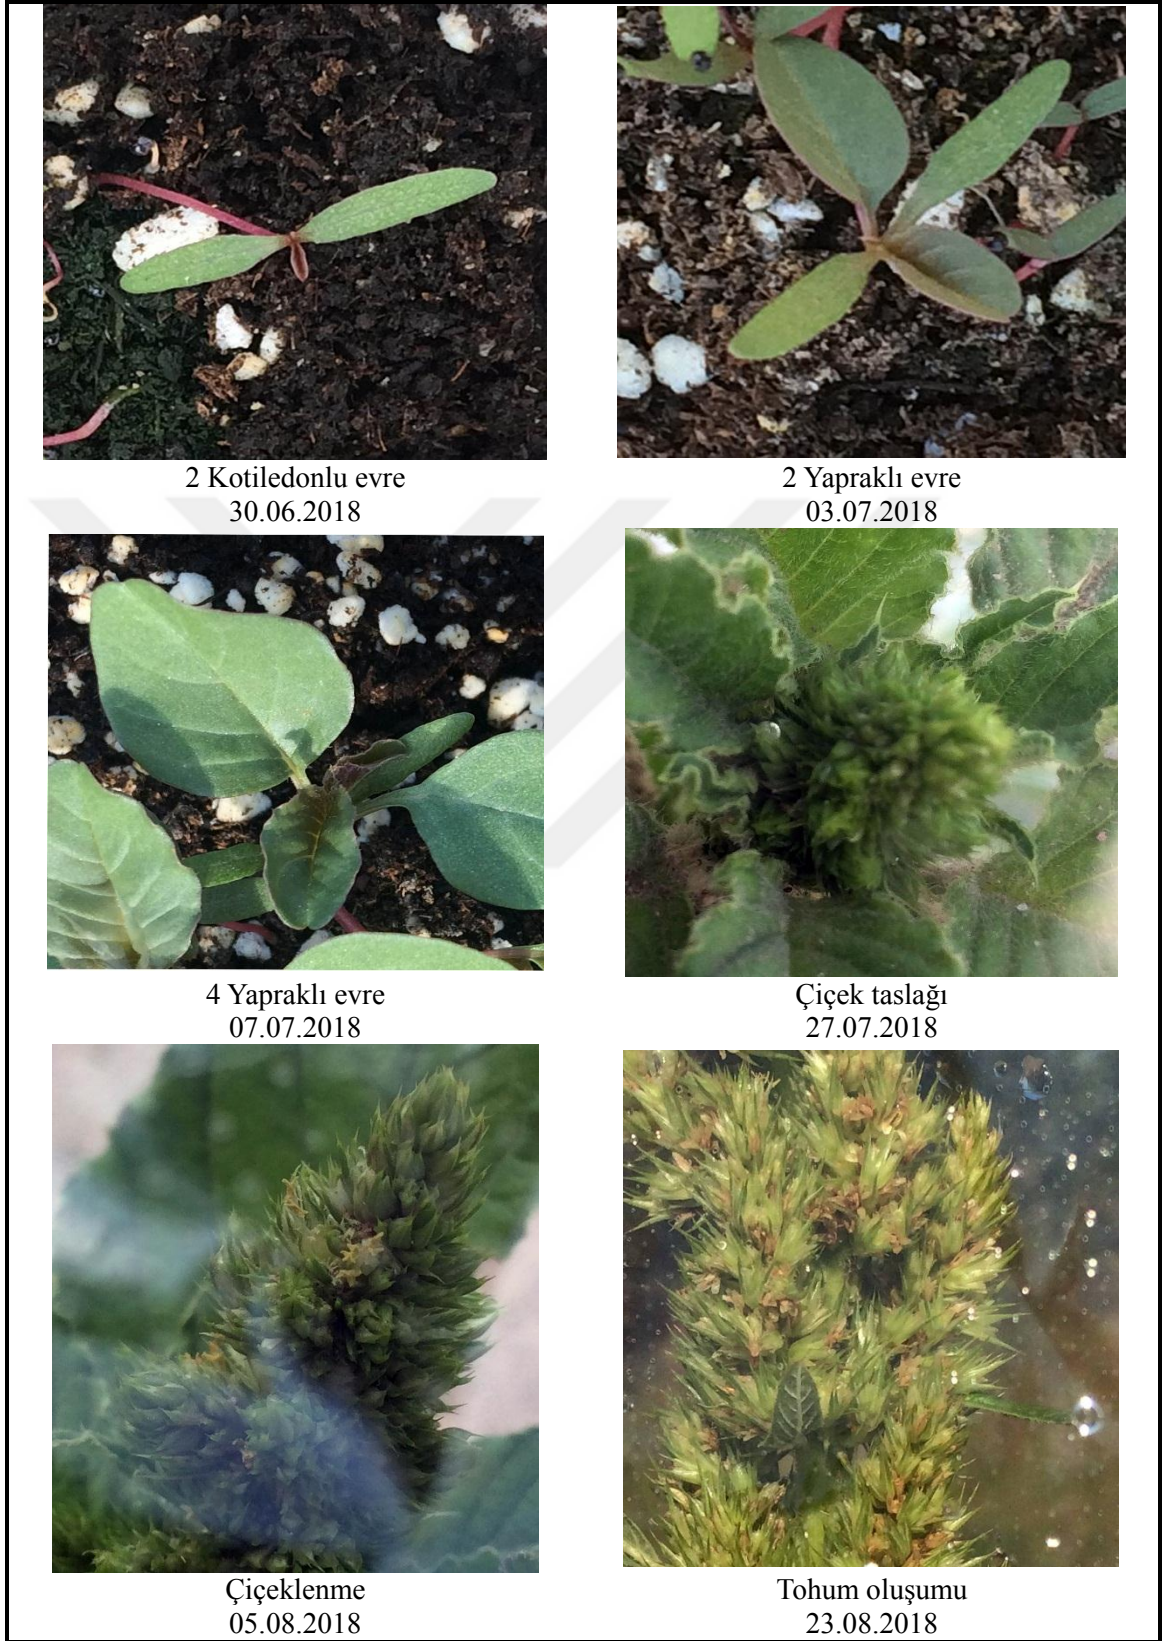 2 Kotiledonlu evre
30.06.2018
2 Yapraklı evre
03.07.2018
4 Yapraklı evre
07.07.2018
Çiçek taslağı
27.07.2018
Çiçeklenme
05.08.2018
Tohum oluşumu
23.08.2018